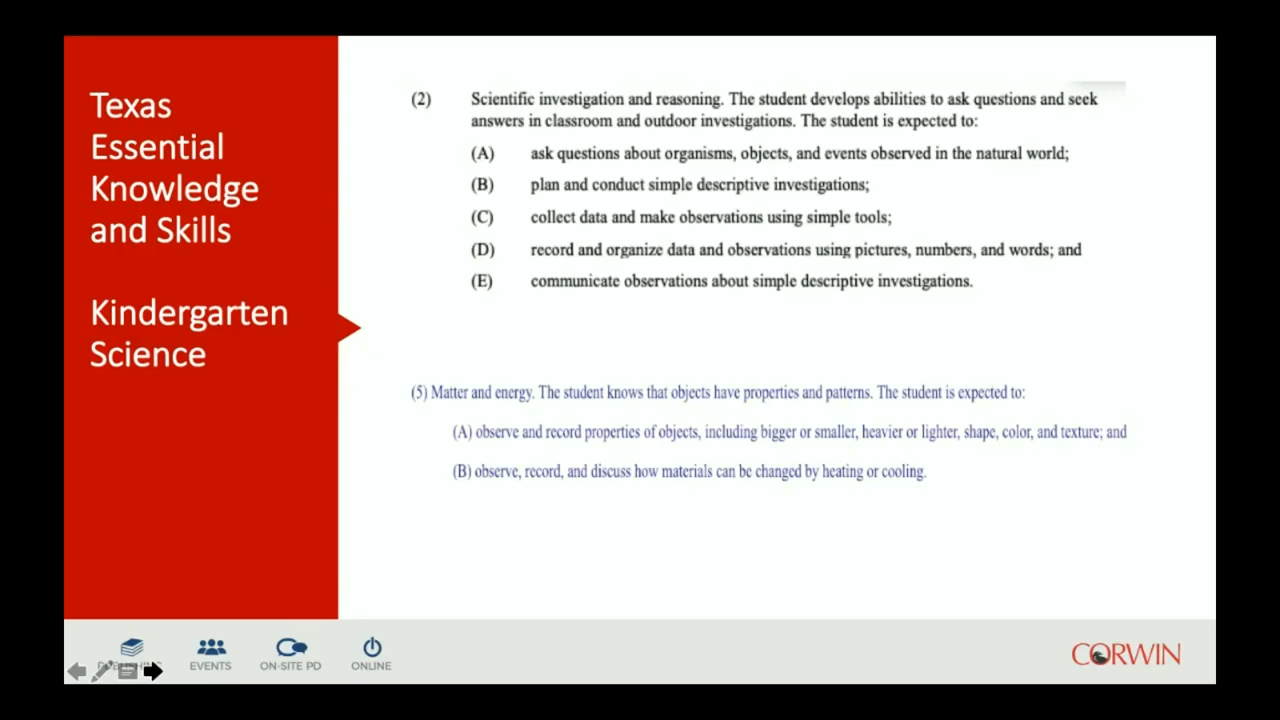 Texas
Essential
Knowledge
and Skills
Kindergarten
Science
(2) Scientific investigation and reasoning. The student develops abilities to ask questions and seek
answers in classroom and outdoor investigations. The student is expected to:
(A) ask questions about organisms, objects, and events observed in the natural world;
(B) plan and conduct simple descriptive investigations;
(C) collect data and make observations using simple tools;
(D) record and organize data and observations using pictures, numbers, and words; and
(E) communicate observations about simple descriptive investigations.
(5) Matter and energy. The student knows that objects have properties and patterns. The student is expected to:
(A) observe and record properties of objects, including bigger or smaller, heavier or lighter, shape, color, and texture; and
(B) observe, record, and discuss how materials can be changed by heating or cooling.
EVENTS ON-SITE PD ONLINE
CORWIN